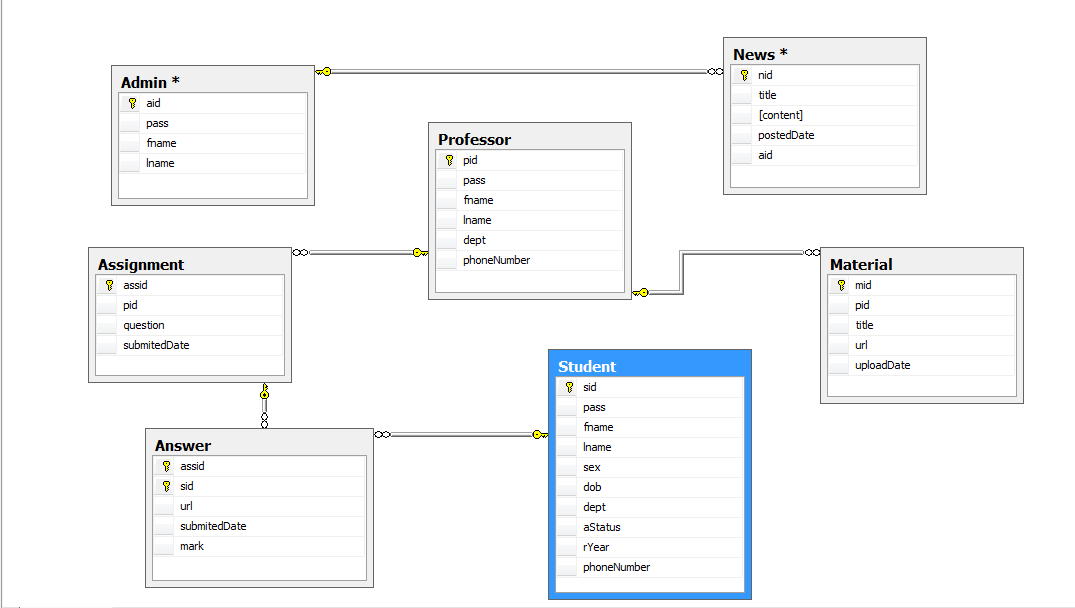 Admin *
aid
pass
fname
lname
News *
nid
title
[content]
postedDate
aid
Professor
pid
pass
fname
lname
dept
phoneNumber
Assignment
assid
pid
question
submitedDate
Material
mid
pid
title
url
uploadDate
Student
sid
pass
fname
lname
sex
dob
dept
aStatus
rYear
phoneNumber
Answer
assid
sid
url
submitedDate
mark